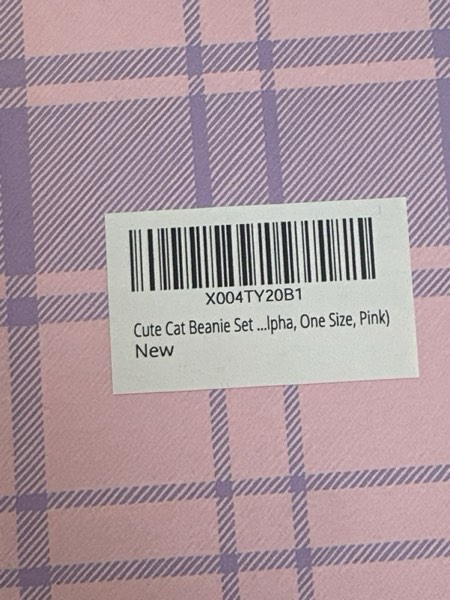 X004TY20B1
Cute Cat Beanie Set ...lpha, One Size, Pink)
New